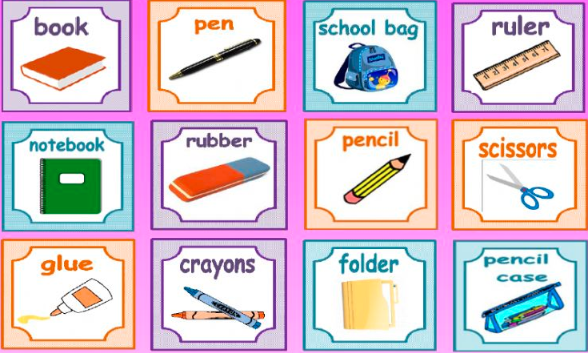 book
pen
school bag
ruler
notebook
rubber
pencil
scissors
glue
crayons
folder
pencil
case